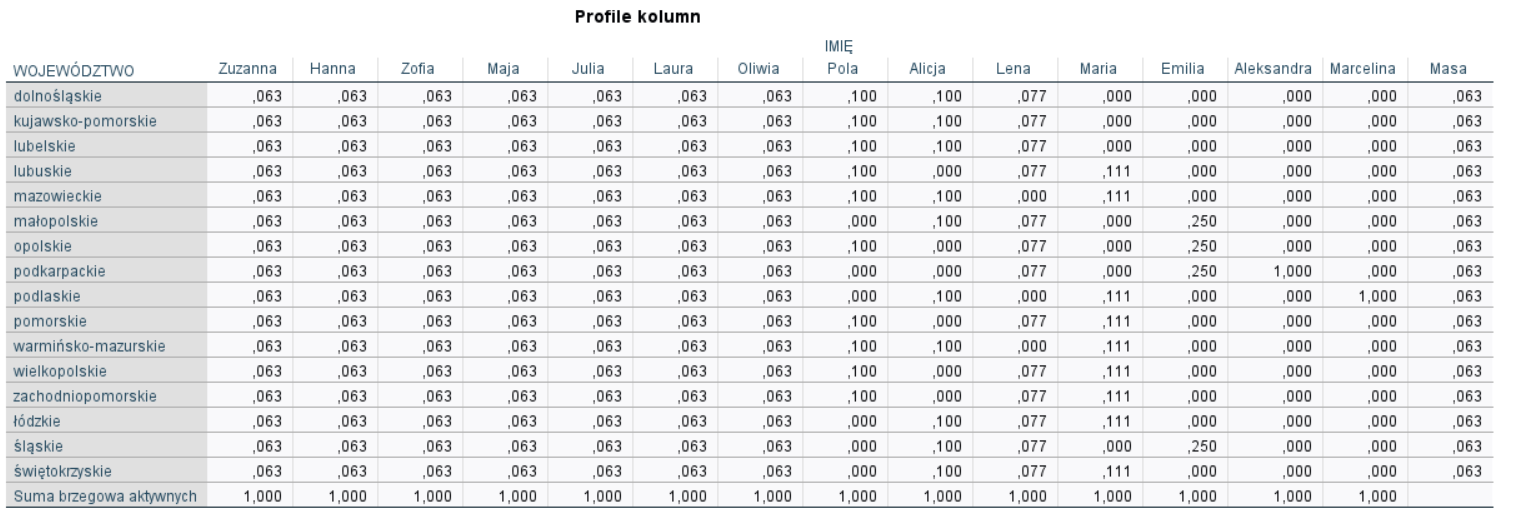 Profile kolumn
IMIĘ
WOJEWÓDZTWO Zuzanna Hanna Zofia Maja Julia Laura Oliwia Pola Alicja Lena Maria Emilia Aleksandra Marcelina Masa
dolnośląskie ,063 ,063 ,063 ,063 ,063 ,063 ,063 ,100 ,100 ,077 ,000 ,000 ,000 ,000 ,063
kujawsko-pomorskie ,063 ,063 ,063 ,063 ,063 ,063 ,063 ,100 ,100 ,077 ,000 ,000 ,000 ,000 ,063
lubelskie ,063 ,063 ,063 ,063 ,063 ,063 ,063 ,100 ,100 ,077 ,000 ,000 ,000 ,000 ,063
lubuskie ,063 ,063 ,063 ,063 ,063 ,063 ,063 ,100 ,000 ,077 ,111 ,000 ,000 ,000 ,063
mazowieckie ,063 ,063 ,063 ,063 ,063 ,063 ,063 ,100 ,100 ,000 ,111 ,000 ,000 ,000 ,063
małopolskie ,063 ,063 ,063 ,063 ,063 ,063 ,063 ,000 ,100 ,077 ,000 ,250 ,000 ,000 ,063
opolskie ,063 ,063 ,063 ,063 ,063 ,063 ,063 ,100 ,000 ,077 ,000 ,250 ,000 ,000 ,063
podkarpackie ,063 ,063 ,063 ,063 ,063 ,063 ,063 ,000 ,000 ,077 ,000 ,250 1,000 ,000 ,063
podlaskie ,063 ,063 ,063 ,063 ,063 ,063 ,063 ,000 ,100 ,000 ,111 ,000 ,000 1,000 ,063
pomorskie ,063 ,063 ,063 ,063 ,063 ,063 ,063 ,100 ,000 ,077 ,111 ,000 ,000 ,000 ,063
warmińsko-mazurskie ,063 ,063 ,063 ,063 ,063 ,063 ,063 ,100 ,100 ,000 ,111 ,000 ,000 ,000 ,063
wielkopolskie ,063 ,063 ,063 ,063 ,063 ,063 ,063 ,100 ,000 ,077 ,111 ,000 ,000 ,000 ,063
zachodniopomorskie ,063 ,063 ,063 ,063 ,063 ,063 ,063 ,100 ,000 ,077 ,111 ,000 ,000 ,000 ,063
łódzkie ,063 ,063 ,063 ,063 ,063 ,063 ,063 ,000 ,100 ,077 ,111 ,000 ,000 ,000 ,063
śląskie ,063 ,063 ,063 ,063 ,063 ,063 ,063 ,000 ,100 ,077 ,000 ,250 ,000 ,000 ,063
świętokrzyskie ,063 ,063 ,063 ,063 ,063 ,063 ,063 ,000 ,100 ,077 ,111 ,000 ,000 ,000 ,063
Suma brzegowa aktywnych 1,000 1,000 1,000 1,000 1,000 1,000 1,000 1,000 1,000 1,000 1,000 1,000 1,000 1,000